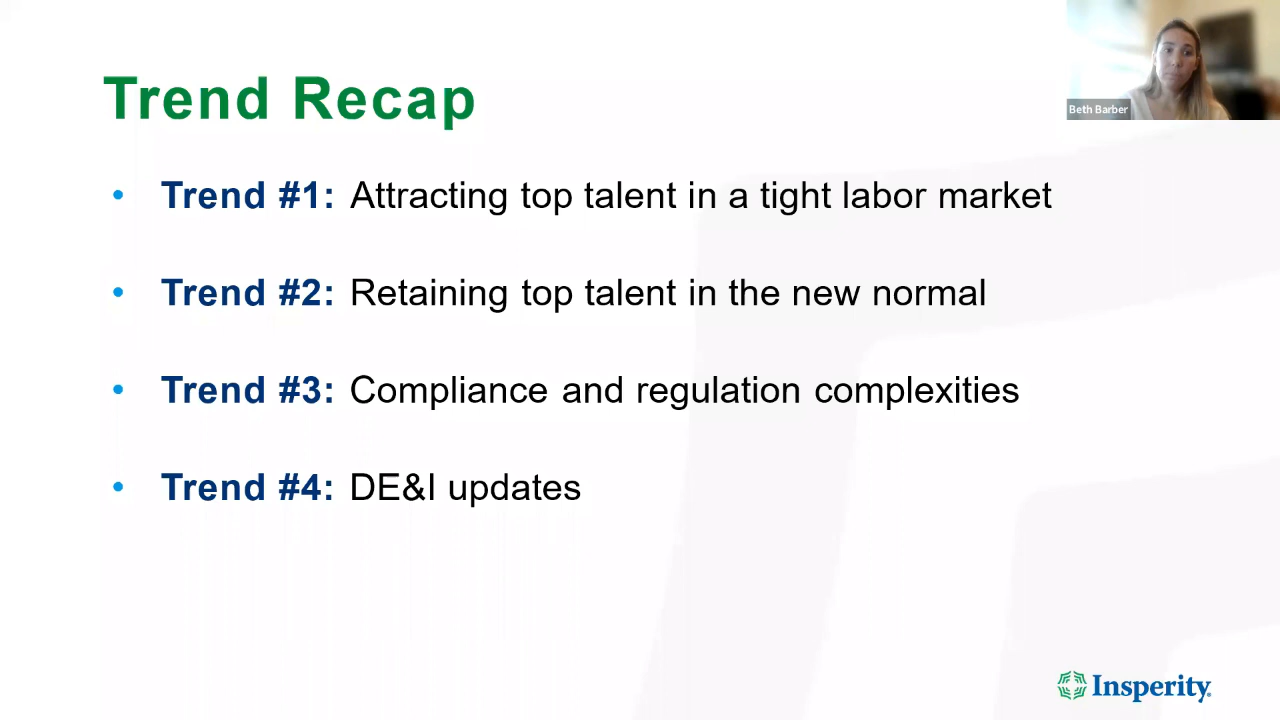 Trend Recap
Beth Barber
• Trend #1: Attracting top talent in a tight labor market
• Trend #2: Retaining top talent in the new normal
• Trend #3: Compliance and regulation complexities
• Trend #4: DE&I updates
Insperity.